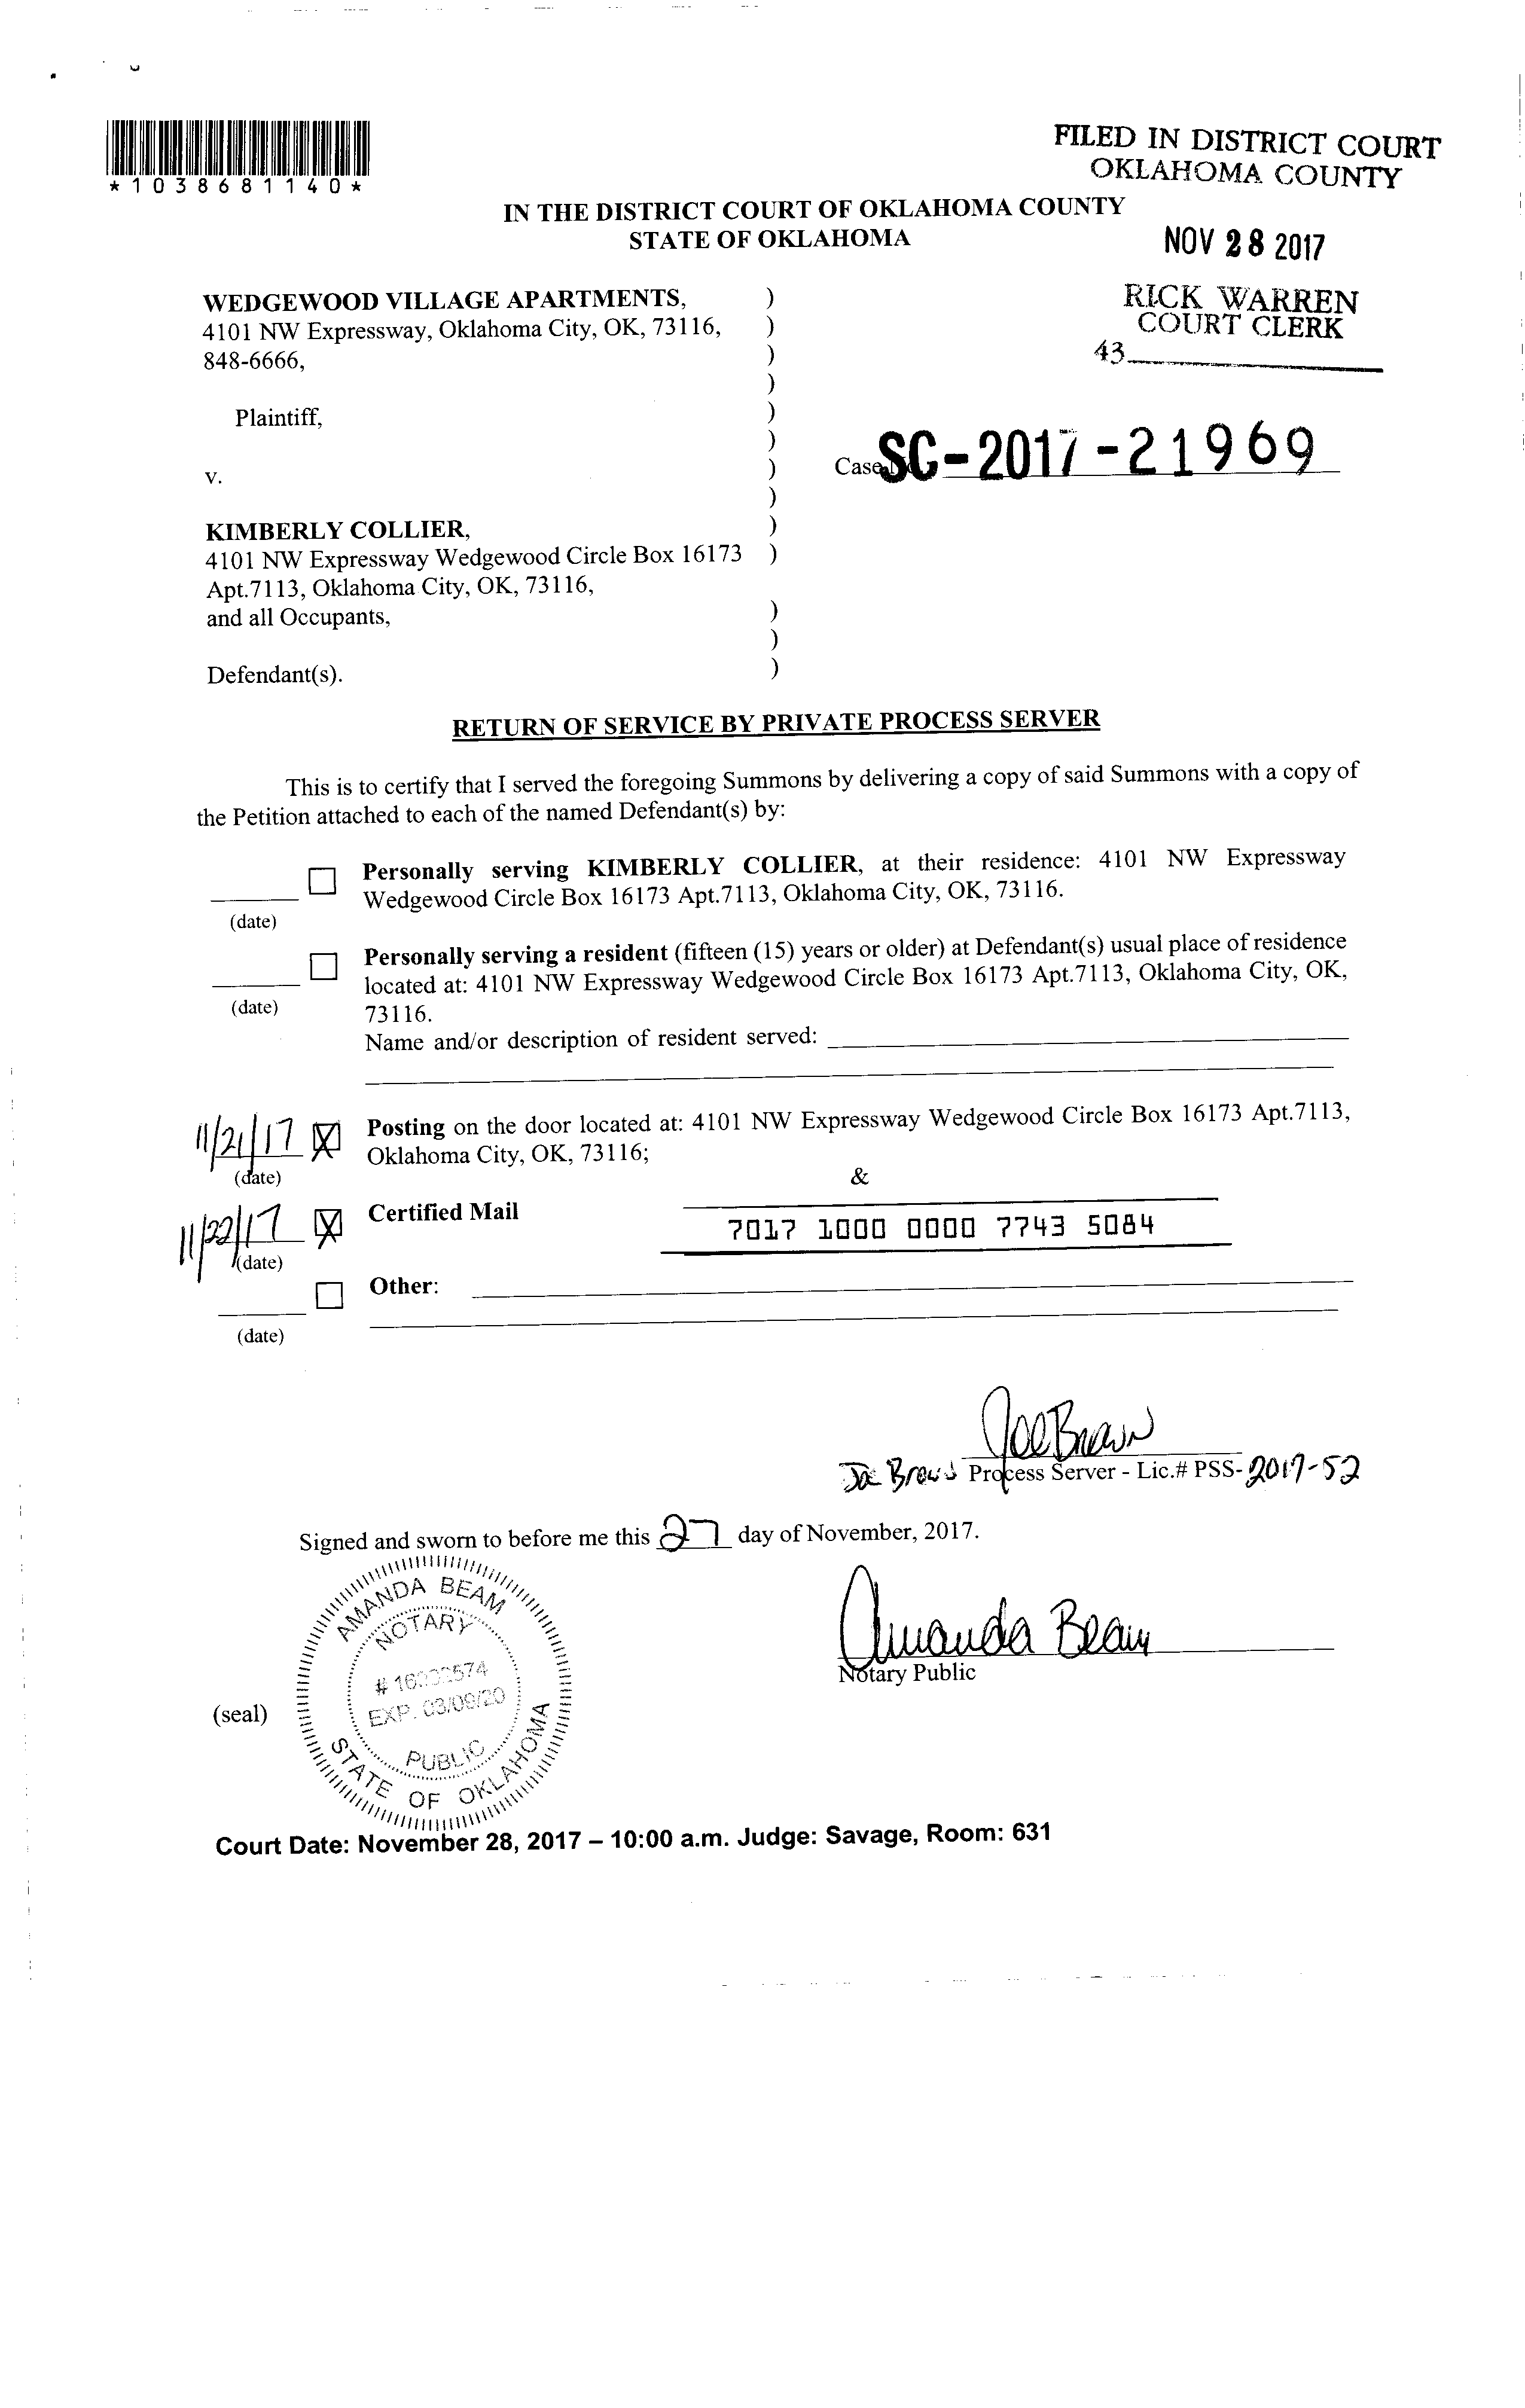 *1038681140*
FILED IN DISTRICT COURT
OKLAHOMA COUNTY
IN THE DISTRICT COURT OF OKLAHOMA COUNTY
STATE OF OKLAHOMA
NOV 28 2017
RICK WARREN
COURT CLERK
43
WEDGEWOOD VILLAGE APARTMENTS, )
4101 NW Expressway, Oklahoma City, OK, 73116, )
848-6666, )
)
Plaintiff, )
)
v. ) Case SC-2017-21969
)
KIMBERLY COLLIER, )
4101 NW Expressway Wedgewood Circle Box 16173 )
Apt.7113, Oklahoma City, OK, 73116,
and all Occupants, )
)
Defendant(s). )
RETURN OF SERVICE BY PRIVATE PROCESS SERVER
This is to certify that I served the foregoing Summons by delivering a copy of said Summons with a copy of
the Petition attached to each of the named Defendant(s) by:
Personally serving KIMBERLY COLLIER, at their residence: 4101 NW Expressway
Wedgewood Circle Box 16173 Apt.7113, Oklahoma City, OK, 73116.
(date)
Personally serving a resident (fifteen (15) years or older) at Defendant(s) usual place of residence
located at: 4101 NW Expressway Wedgewood Circle Box 16173 Apt.7113, Oklahoma City, OK,
(date) 73116.
Name and/or description of resident served:
11/21/17 X Posting on the door located at: 4101 NW Expressway Wedgewood Circle Box 16173 Apt.7113,
Oklahoma City, OK, 73116;
(date) &
11/22/17 X Certified Mail 7017 1000 0000 7743 5084
(date)
Other:
(date)
Joe Brown
Joe Brown Process Server - Lic.# PSS-2017-52
Signed and sworn to before me this 27 day of November, 2017.
AMANDA BEAM
NOTARY
EXP. 03/09/20
PUBLIC
STATE OF OKLAHOMA
Amanda Beam
Notary Public
(seal)
Court Date: November 28, 2017 – 10:00 a.m. Judge: Savage, Room: 631